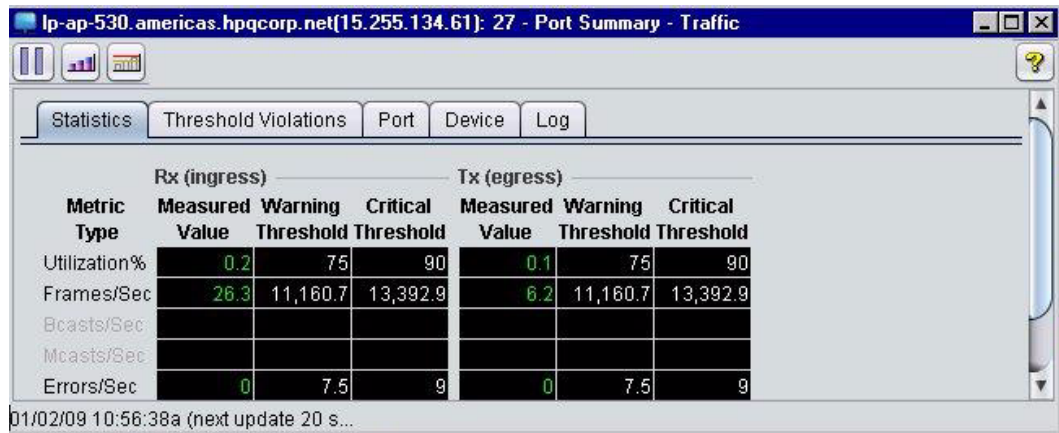 lp-ap-530.americas.hpqcorp.net(15.255.134.61): 27 - Port Summary - Traffic
?
Statistics Threshold Violations Port Device Log
Rx (ingress) Tx (egress)
Metric Measured Warning Critical Measured Warning Critical
Type Value Threshold Threshold Value Threshold Threshold
Utilization% 0.2 75 90 0.1 75 90
Frames/Sec 26.3 11,160.7 13,392.9 6.2 11,160.7 13,392.9
Bcasts/Sec
Mcasts/Sec
Errors/Sec 0 7.5 9 0 7.5 9
01/02/09 10:56:38a (next update 20 s...